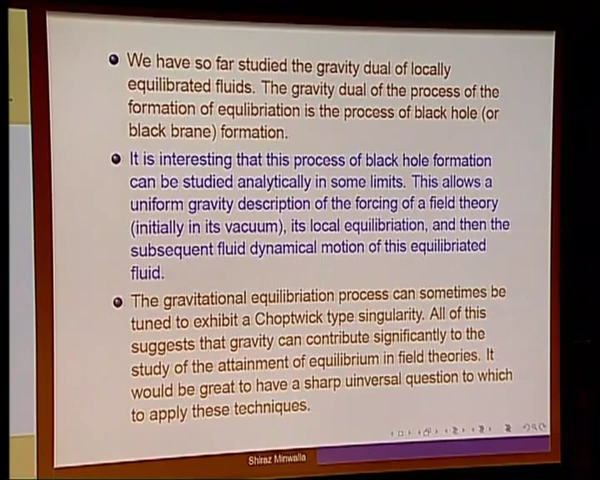 We have so far studied the gravity dual of locally
equilibrated fluids. The gravity dual of the process of the
formation of equlibriation is the process of black hole (or
black brane) formation.
It is interesting that this process of black hole formation
can be studied analytically in some limits. This allows a
uniform gravity description of the forcing of a field theory
(initially in its vacuum), its local equilibriation, and then the
subsequent fluid dynamical motion of this equilibriated
fluid.
The gravitational equilibriation process can sometimes be
tuned to exhibit a Choptwick type singularity. All of this
suggests that gravity can contribute significantly to the
study of the attainment of equilibrium in field theories. It
would be great to have a sharp uinversal question to which
to apply these techniques.
Shiraz Minwalla